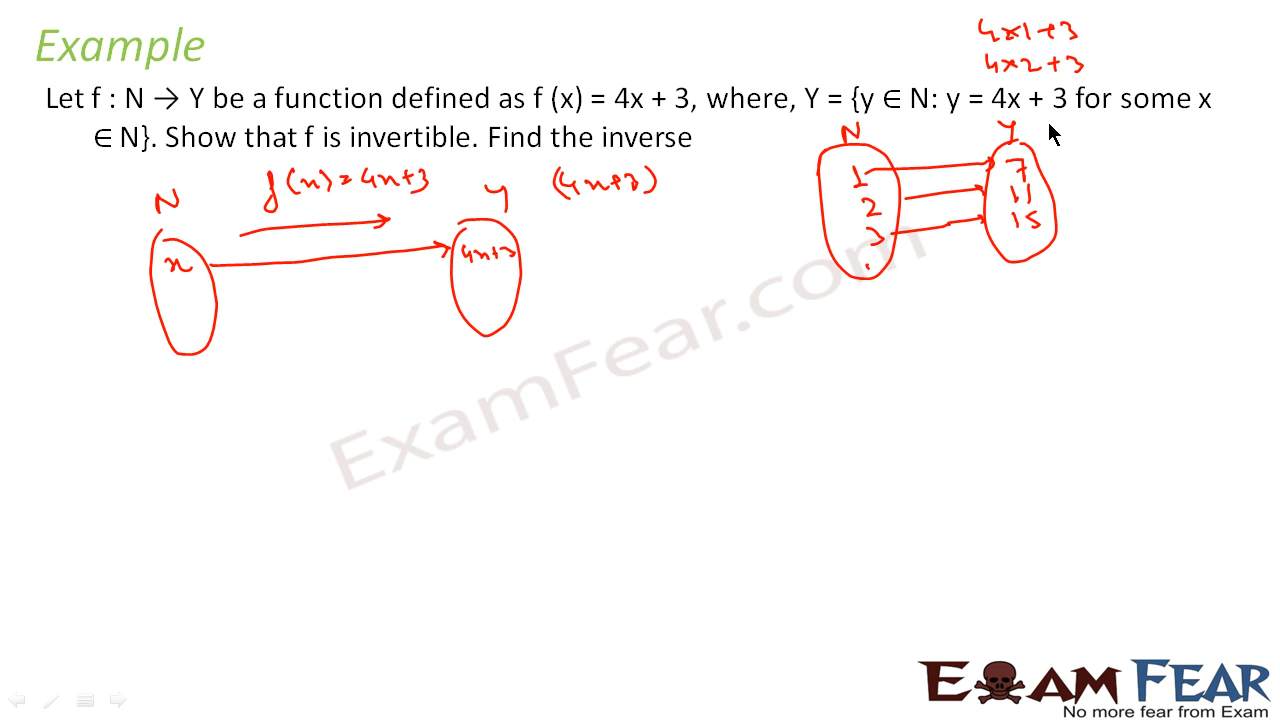 Example
4x1+3
4x2+3
Let f : N → Y be a function defined as f (x) = 4x + 3, where, Y = {y ∈ N: y = 4x + 3 for some x
∈ N}. Show that f is invertible. Find the inverse
N Y
f(x) = 4x+3
(4x+3)
N Y
1 7
2 11
3 15
.
x 4x+3
ExamFear.com
EXAM FEAR
No more fear from Exam